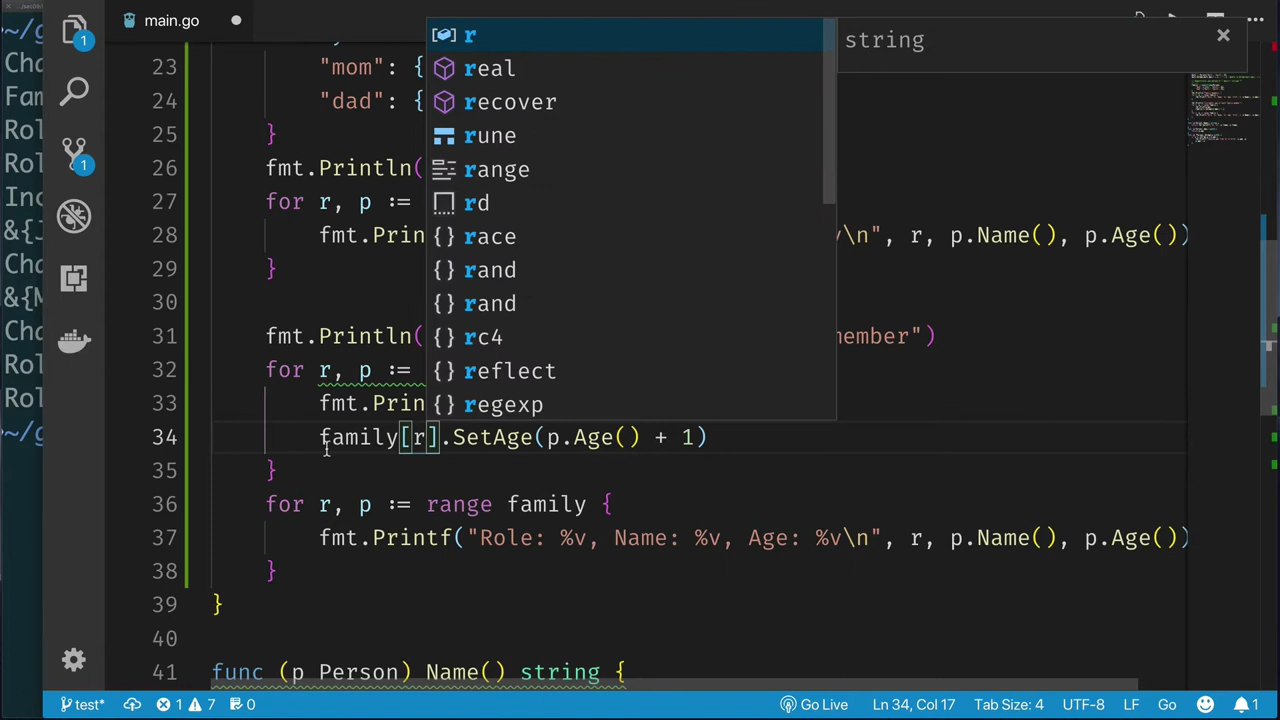 main.go
~/g
Cha
Fam
Rol
Rol
Inc
&{J
Cha
&{M
Cha
Rol
Rol
~/g
1
1
r
real
recover
rune
range
rd
race
rand
rand
rc4
reflect
regexp
string
23 "mom": {
24 "dad": {
25 }
26 fmt.Println(
27 for r, p :=
28 fmt.Prin v\n", r, p.Name(), p.Age())
29 }
30
31 fmt.Println( member")
32 for r, p :=
33 fmt.Prin
34 family[r].SetAge(p.Age() + 1)
35 }
36 for r, p := range family {
37 fmt.Printf("Role: %v, Name: %v, Age: %v\n", r, p.Name(), p.Age())
38 }
39 }
40
41 func (p Person) Name() string {
test* 1 7 0 Go Live Ln 34, Col 17 Tab Size: 4 UTF-8 LF Go 1